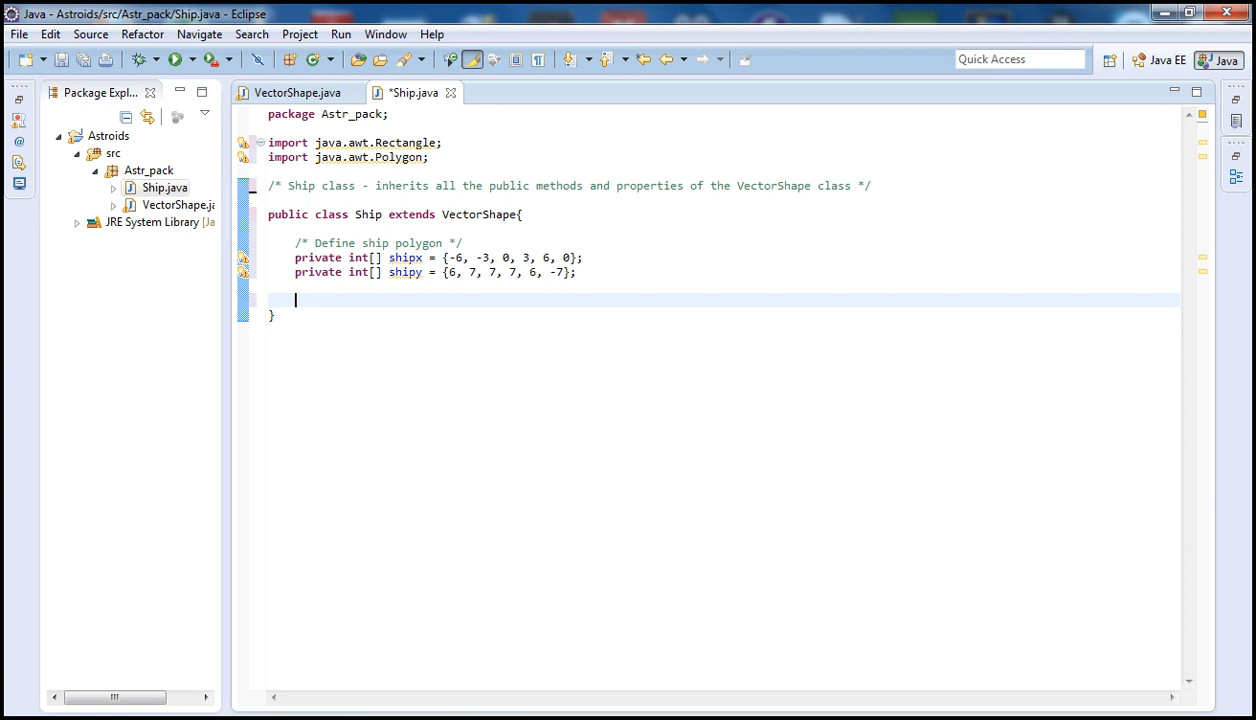 Java - Astroids/src/Astr_pack/Ship.java - Eclipse
File Edit Source Refactor Navigate Search Project Run Window Help
Quick Access
Java EE
Java
Package Expl...
VectorShape.java
*Ship.java
Astroids
src
Astr_pack
Ship.java
VectorShape.ja
JRE System Library [Ja
package Astr_pack;
import java.awt.Rectangle;
import java.awt.Polygon;
/* Ship class - inherits all the public methods and properties of the VectorShape class */
public class Ship extends VectorShape{
/* Define ship polygon */
private int[] shipx = {-6, -3, 0, 3, 6, 0};
private int[] shipy = {6, 7, 7, 7, 6, -7};
}